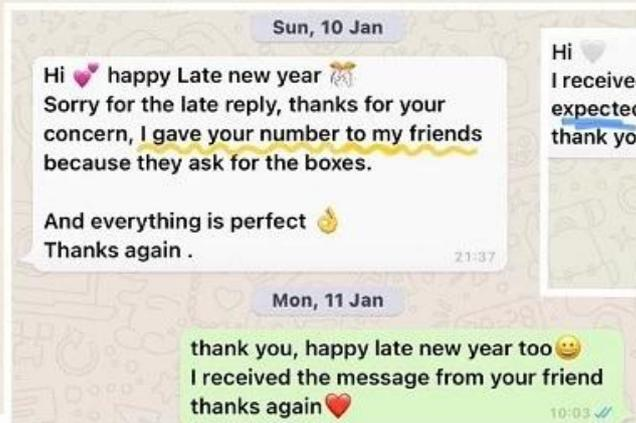 Sun, 10 Jan
Hi 💕 happy Late new year 🎊
Sorry for the late reply, thanks for your
concern, I gave your number to my friends
because they ask for the boxes.
And everything is perfect 👌
Thanks again .
21:37
Mon, 11 Jan
thank you, happy late new year too😀
I received the message from your friend
thanks again❤️
10:03
Hi 🤍
I receive
expected
thank yo